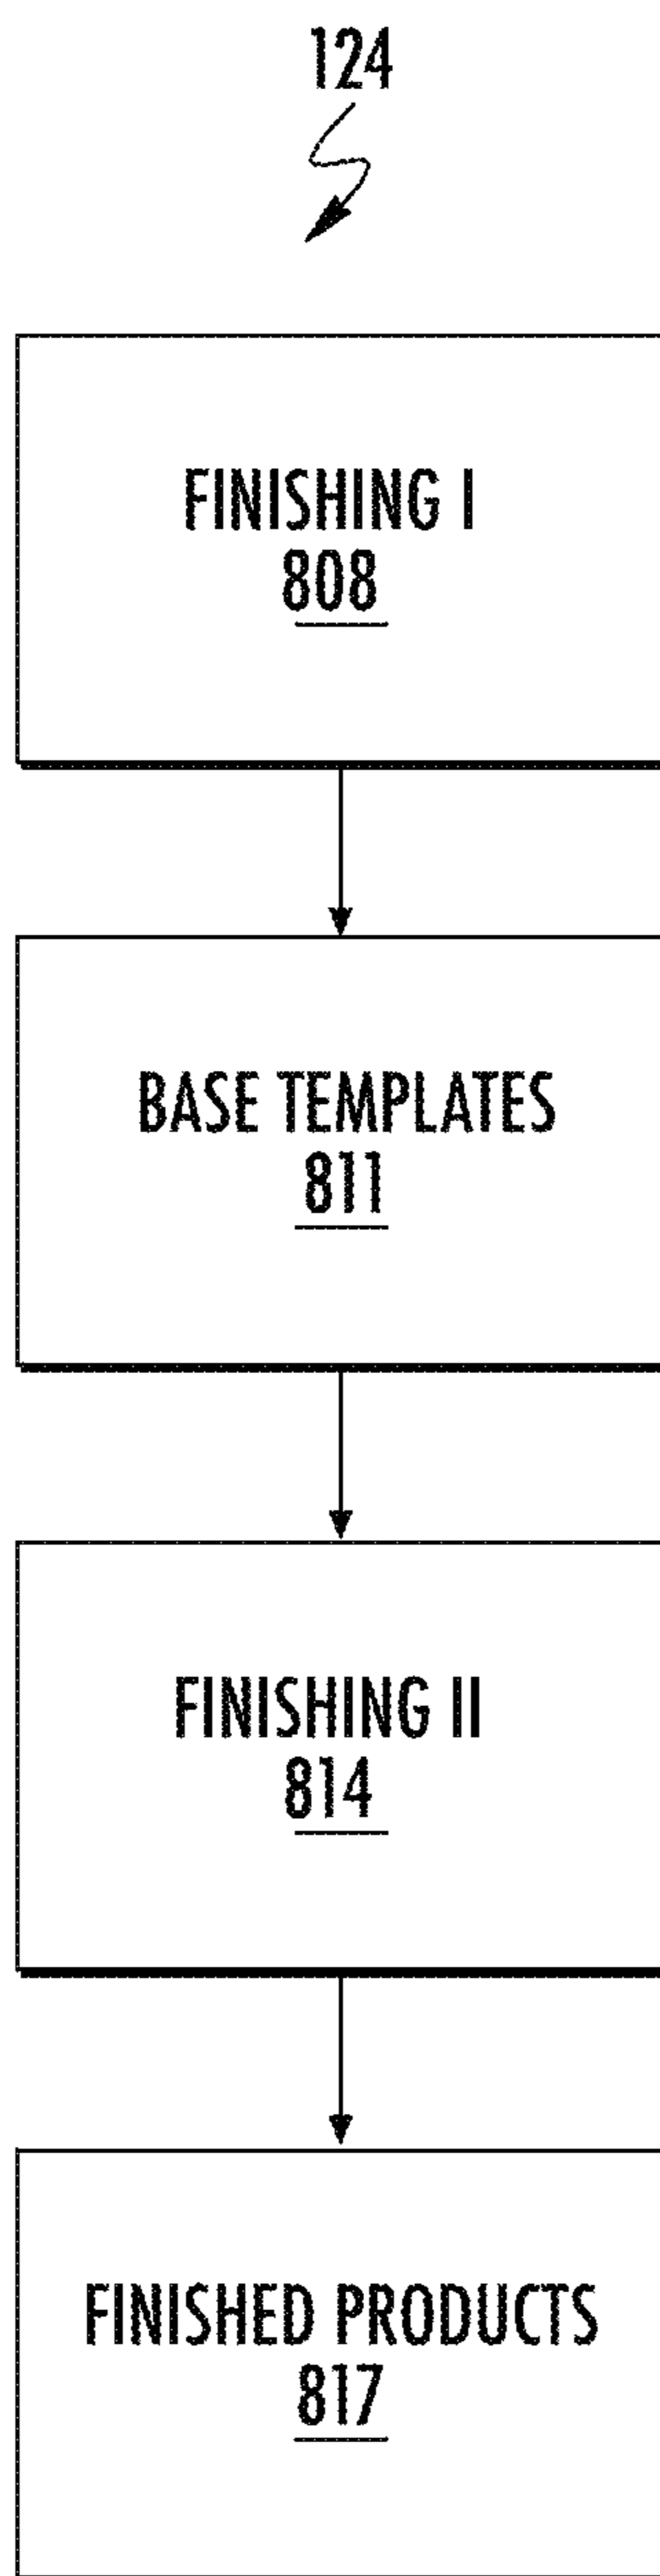 124
FINISHING I
808
BASE TEMPLATES
811
FINISHING II
814
FINISHED PRODUCTS
817